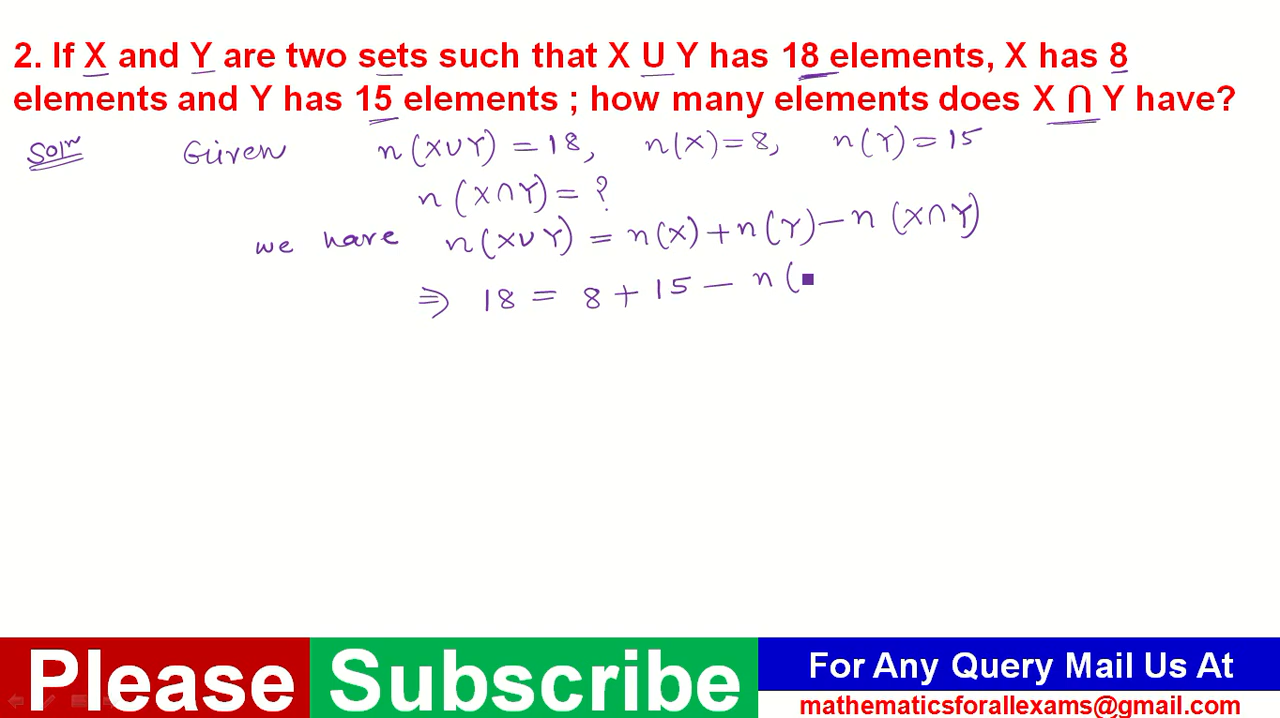 2. If X and Y are two sets such that X U Y has 18 elements, X has 8
elements and Y has 15 elements ; how many elements does X ∩ Y have?
Soln Given n(X∪Y) = 18, n(X) = 8, n(Y) = 15
n(X∩Y) = ?
we have n(X∪Y) = n(X) + n(Y) – n(X∩Y)
⇒ 18 = 8 + 15 – n(
Please Subscribe
For Any Query Mail Us At
mathematicsforallexams@gmail.com